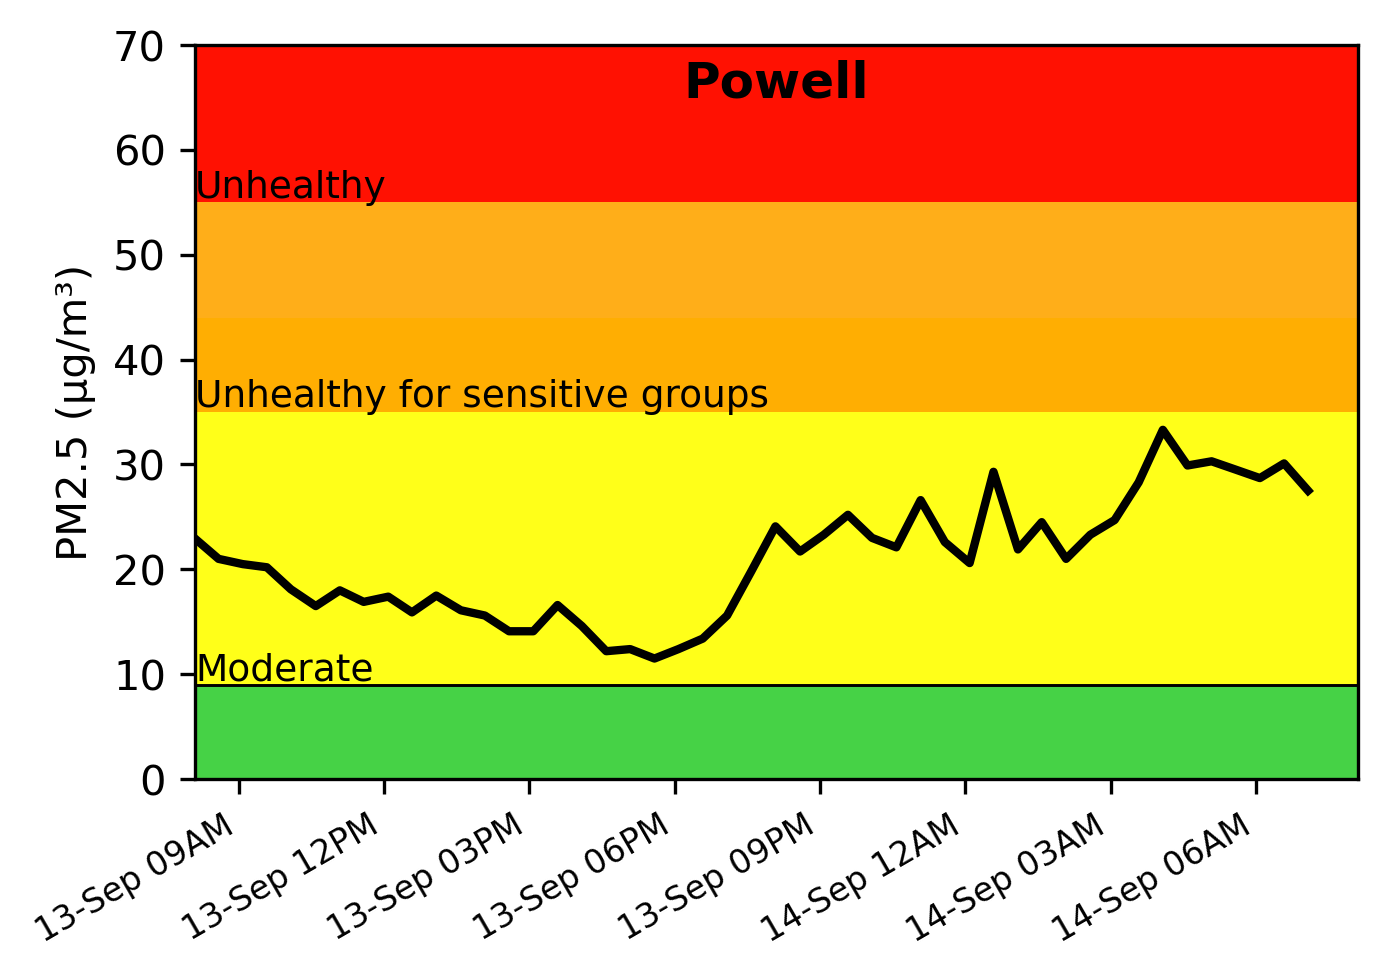 Powell
70
60
50
40
30
20
10
0
PM2.5 (µg/m³)
Unhealthy
Unhealthy for sensitive groups
Moderate
13-Sep 09AM
13-Sep 12PM
13-Sep 03PM
13-Sep 06PM
13-Sep 09PM
14-Sep 12AM
14-Sep 03AM
14-Sep 06AM